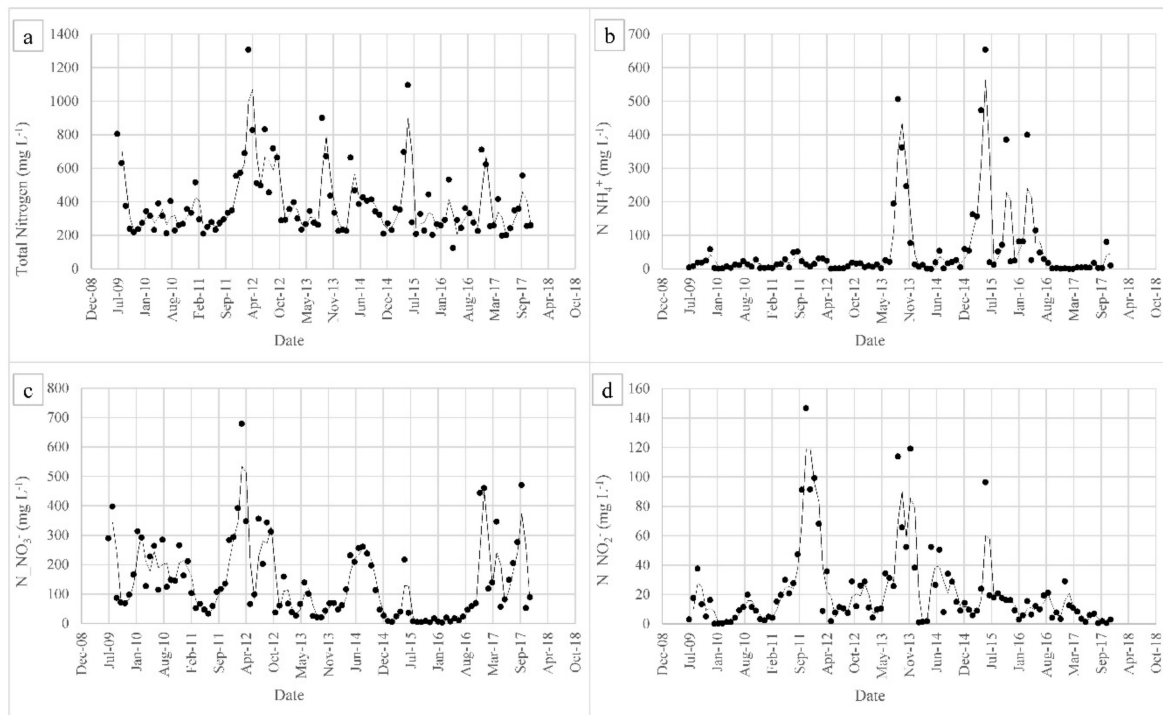 a
Total Nitrogen (mg L⁻¹)
1400
1200
1000
800
600
400
200
0
Dec-08 Jul-09 Jan-10 Aug-10 Feb-11 Sep-11 Apr-12 Oct-12 May-13 Nov-13 Jun-14 Dec-14 Jul-15 Jan-16 Aug-16 Mar-17 Sep-17 Apr-18 Oct-18
Date
b
N_NH₄⁺ (mg L⁻¹)
700
600
500
400
300
200
100
0
Dec-08 Jul-09 Jan-10 Aug-10 Feb-11 Sep-11 Apr-12 Oct-12 May-13 Nov-13 Jun-14 Dec-14 Jul-15 Jan-16 Aug-16 Mar-17 Sep-17 Apr-18 Oct-18
Date
c
N_NO₃⁻ (mg L⁻¹)
800
700
600
500
400
300
200
100
0
Dec-08 Jul-09 Jan-10 Aug-10 Feb-11 Sep-11 Apr-12 Oct-12 May-13 Nov-13 Jun-14 Dec-14 Jul-15 Jan-16 Aug-16 Mar-17 Sep-17 Apr-18 Oct-18
Date
d
N_NO₂⁻ (mg L⁻¹)
160
140
120
100
80
60
40
20
0
Dec-08 Jul-09 Jan-10 Aug-10 Feb-11 Sep-11 Apr-12 Oct-12 May-13 Nov-13 Jun-14 Dec-14 Jul-15 Jan-16 Aug-16 Mar-17 Sep-17 Apr-18 Oct-18
Date